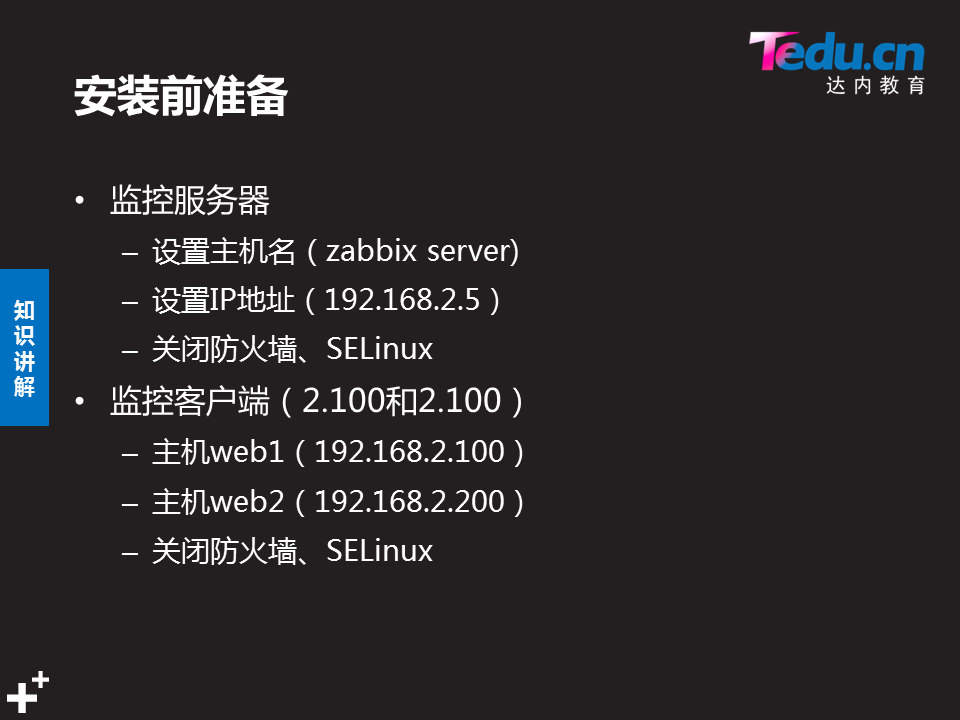 Tedu.cn
达内教育
安装前准备
• 监控服务器
– 设置主机名（zabbix server)
– 设置IP地址（192.168.2.5）
– 关闭防火墙、SELinux
• 监控客户端（2.100和2.100）
– 主机web1（192.168.2.100）
– 主机web2（192.168.2.200）
– 关闭防火墙、SELinux
知识讲解